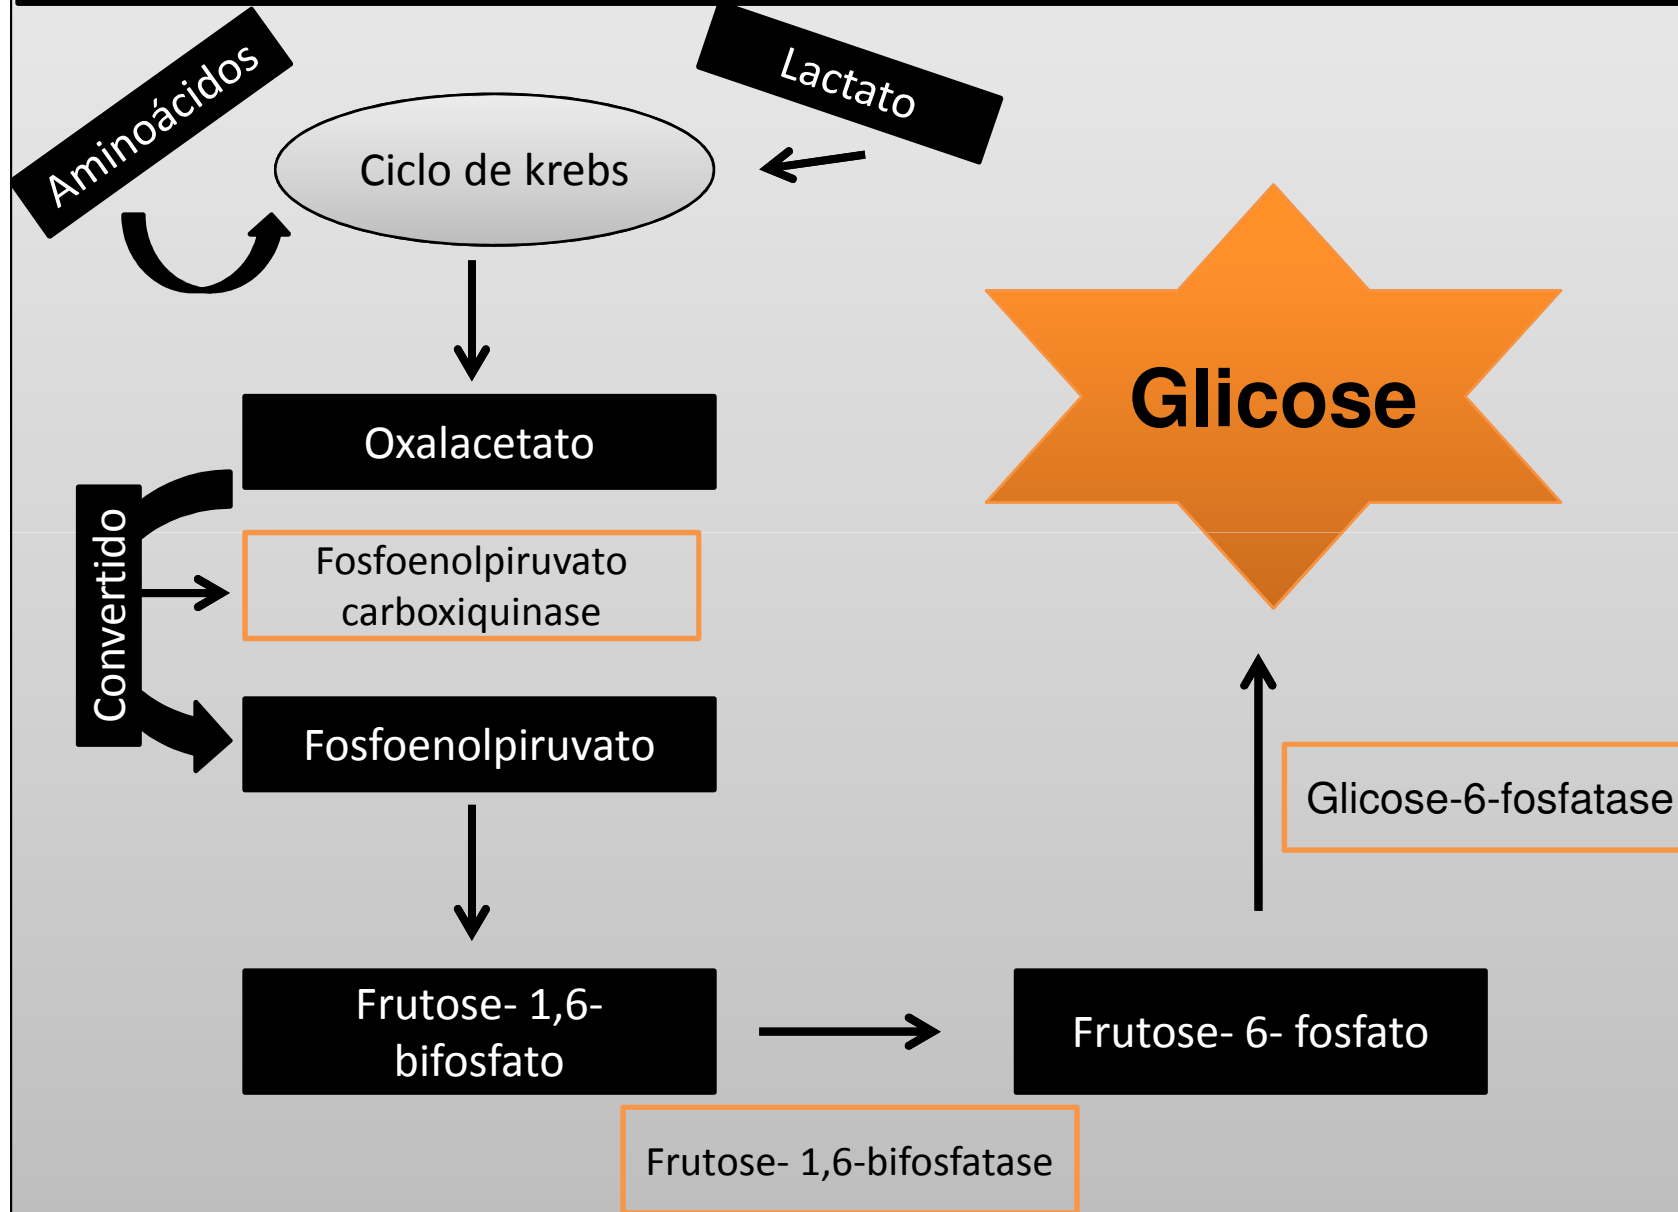 Aminoácidos
Lactato
Ciclo de krebs
Glicose
Oxalacetato
Convertido
Fosfoenolpiruvato
carboxiquinase
Fosfoenolpiruvato
Glicose-6-fosfatase
Frutose- 1,6-
bifosfato
Frutose- 6- fosfato
Frutose- 1,6-bifosfatase